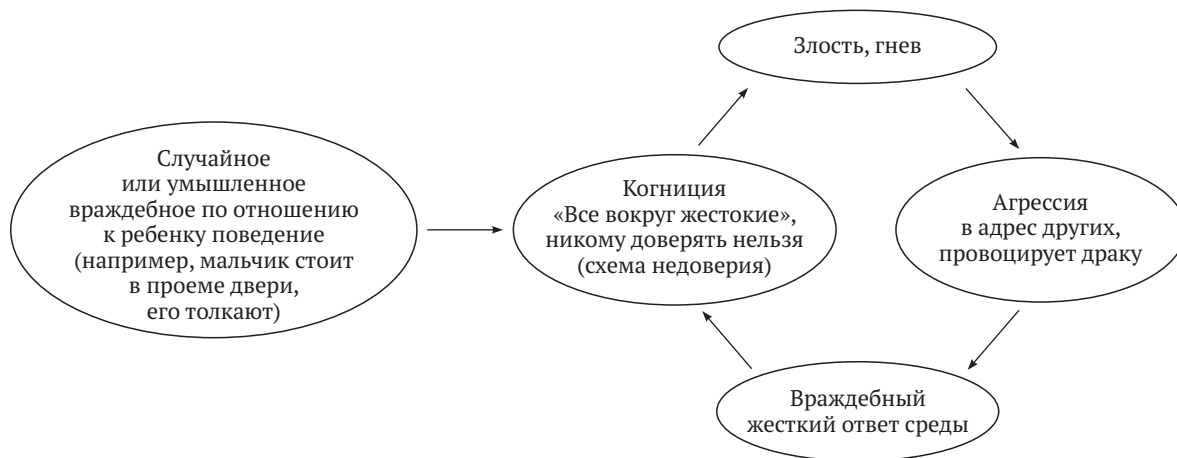 Злость, гнев
Случайное
или умышленное
враждебное по отношению
к ребенку поведение
(например, мальчик стоит
в проеме двери,
его толкают)
Когниция
«Все вокруг жестокие»,
никому доверять нельзя
(схема недоверия)
Агрессия
в адрес других,
провоцирует драку
Враждебный
жесткий ответ среды